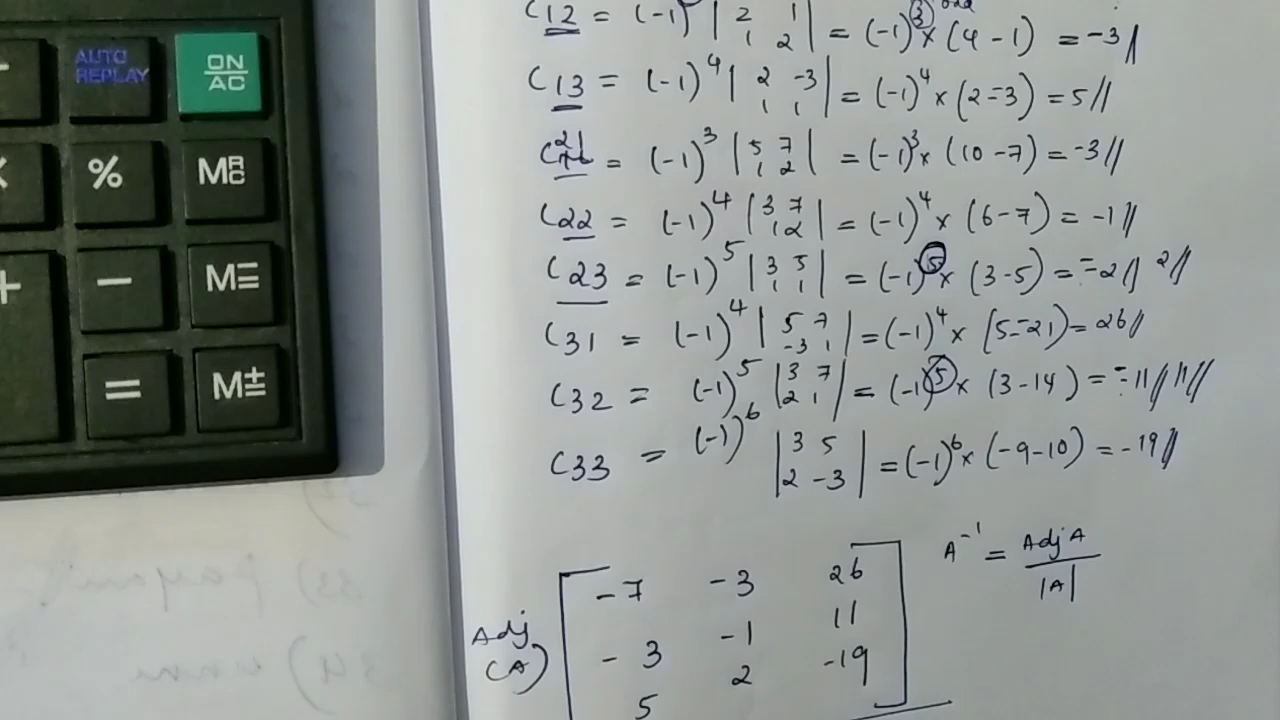 AUTO REPLAY
ON
AC
%
MRC
+
−
M=
=
M±
C12 = (-1)³ |2 1| = (-1)³ × (4 - 1) = -3//
|1 2|
C13 = (-1)⁴ |2 -3| = (-1)⁴ × (2--3) = 5//
|1 1|
C21 = (-1)³ |5 7| = (-1)³ × (10 - 7) = -3//
|1 2|
C22 = (-1)⁴ |3 7| = (-1)⁴ × (6-7) = -1//
|1 2|
C23 = (-1)⁵ |3 5| = (-1)⁵ × (3-5) = --2// 2//
|1 1|
C31 = (-1)⁴ |5 7| = (-1)⁴ × (5--21) = 26//
|-3 1|
C32 = (-1)⁵ |3 7| = (-1)⁵ × (3-14) = --11// 11//
|2 1|
C33 = (-1)⁶ |3 5| = (-1)⁶ × (-9-10) = -19//
|2 -3|
A⁻¹ = Adj A
|A|
Adj (A)
-7 -3 26
-3 -1 11
5 2 -19